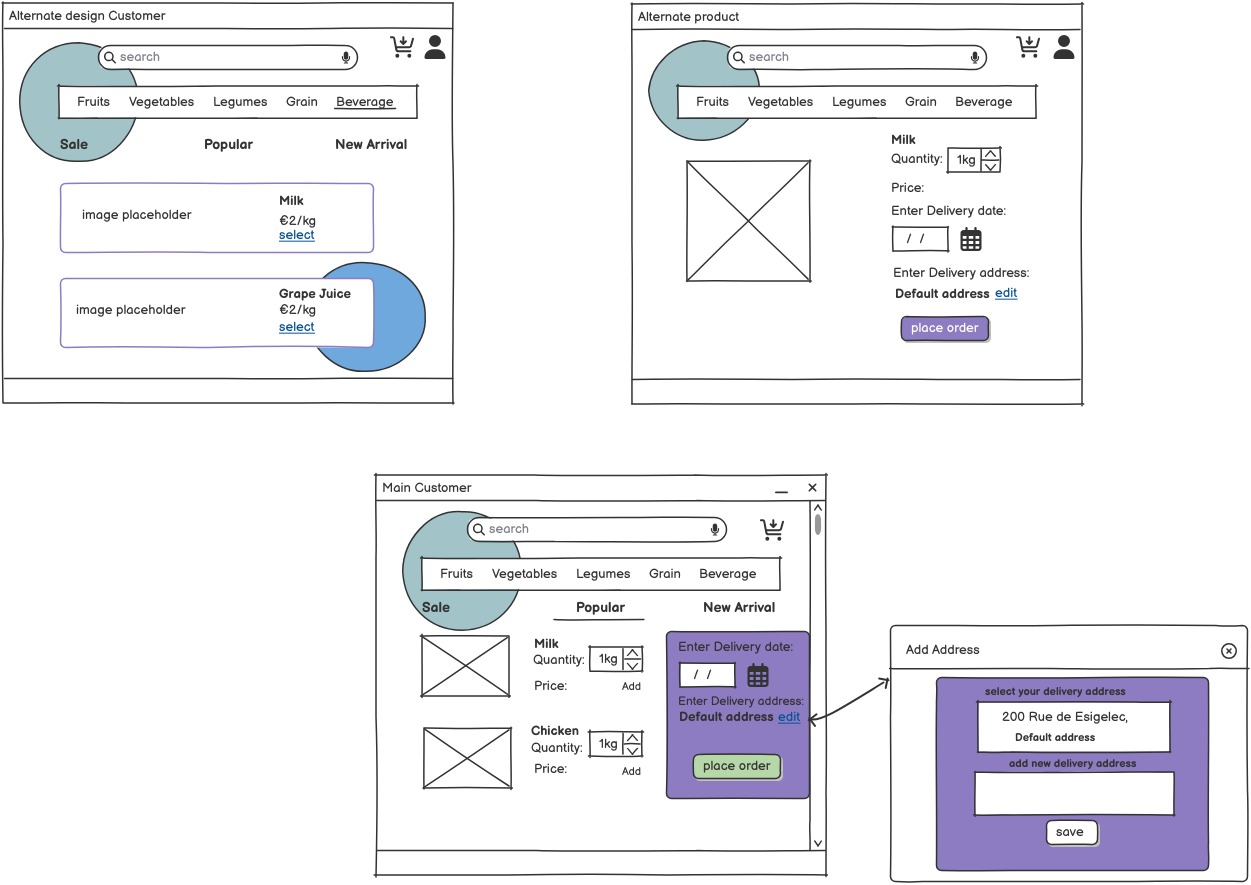 Alternate design Customer
search
Fruits Vegetables Legumes Grain Beverage
Sale Popular New Arrival
image placeholder
Milk
€2/kg
select
image placeholder
Grape Juice
€2/kg
select
Alternate product
search
Fruits Vegetables Legumes Grain Beverage
Milk
Quantity: 1kg
Price:
Enter Delivery date:
/ /
Enter Delivery address:
Default address edit
place order
Main Customer
search
Fruits Vegetables Legumes Grain Beverage
Sale Popular New Arrival
Milk
Quantity: 1kg
Price: Add
Chicken
Quantity: 1kg
Price: Add
Enter Delivery date:
/ /
Enter Delivery address:
Default address edit
place order
Add Address
select your delivery address
200 Rue de Esigelec,
Default address
add new delivery address
save